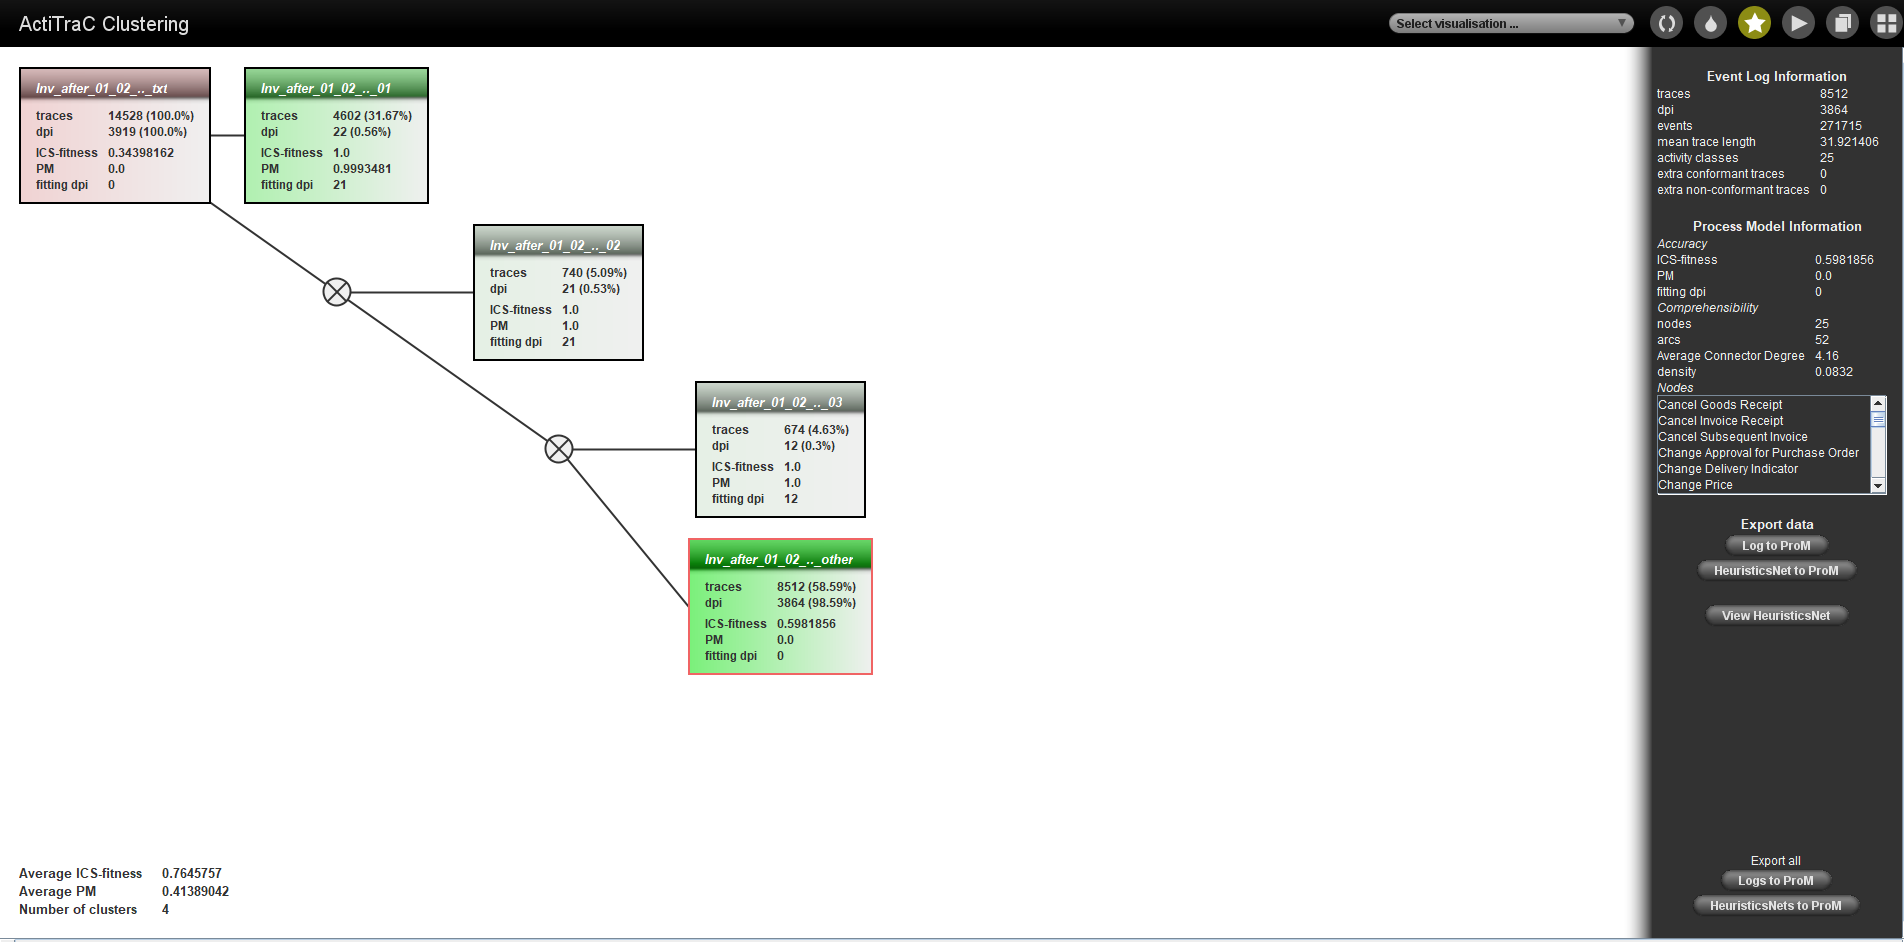 ActiTraC Clustering
Select visualisation ...
Inv_after_01_02_.._txt
traces 14528 (100.0%)
dpi 3919 (100.0%)
ICS-fitness 0.34398162
PM 0.0
fitting dpi 0
Inv_after_01_02_.._01
traces 4602 (31.67%)
dpi 22 (0.56%)
ICS-fitness 1.0
PM 0.9993481
fitting dpi 21
Inv_after_01_02_.._02
traces 740 (5.09%)
dpi 21 (0.53%)
ICS-fitness 1.0
PM 1.0
fitting dpi 21
Inv_after_01_02_.._03
traces 674 (4.63%)
dpi 12 (0.3%)
ICS-fitness 1.0
PM 1.0
fitting dpi 12
Inv_after_01_02_.._other
traces 8512 (58.59%)
dpi 3864 (98.59%)
ICS-fitness 0.5981856
PM 0.0
fitting dpi 0
Average ICS-fitness 0.7645757
Average PM 0.41389042
Number of clusters 4
Event Log Information
traces 8512
dpi 3864
events 271715
mean trace length 31.921406
activity classes 25
extra conformant traces 0
extra non-conformant traces 0
Process Model Information
Accuracy
ICS-fitness 0.5981856
PM 0.0
fitting dpi 0
Comprehensibility
nodes 25
arcs 52
Average Connector Degree 4.16
density 0.0832
Nodes
Cancel Goods Receipt
Cancel Invoice Receipt
Cancel Subsequent Invoice
Change Approval for Purchase Order
Change Delivery Indicator
Change Price
Export data
Log to ProM
HeuristicsNet to ProM
View HeuristicsNet
Export all
Logs to ProM
HeuristicsNets to ProM